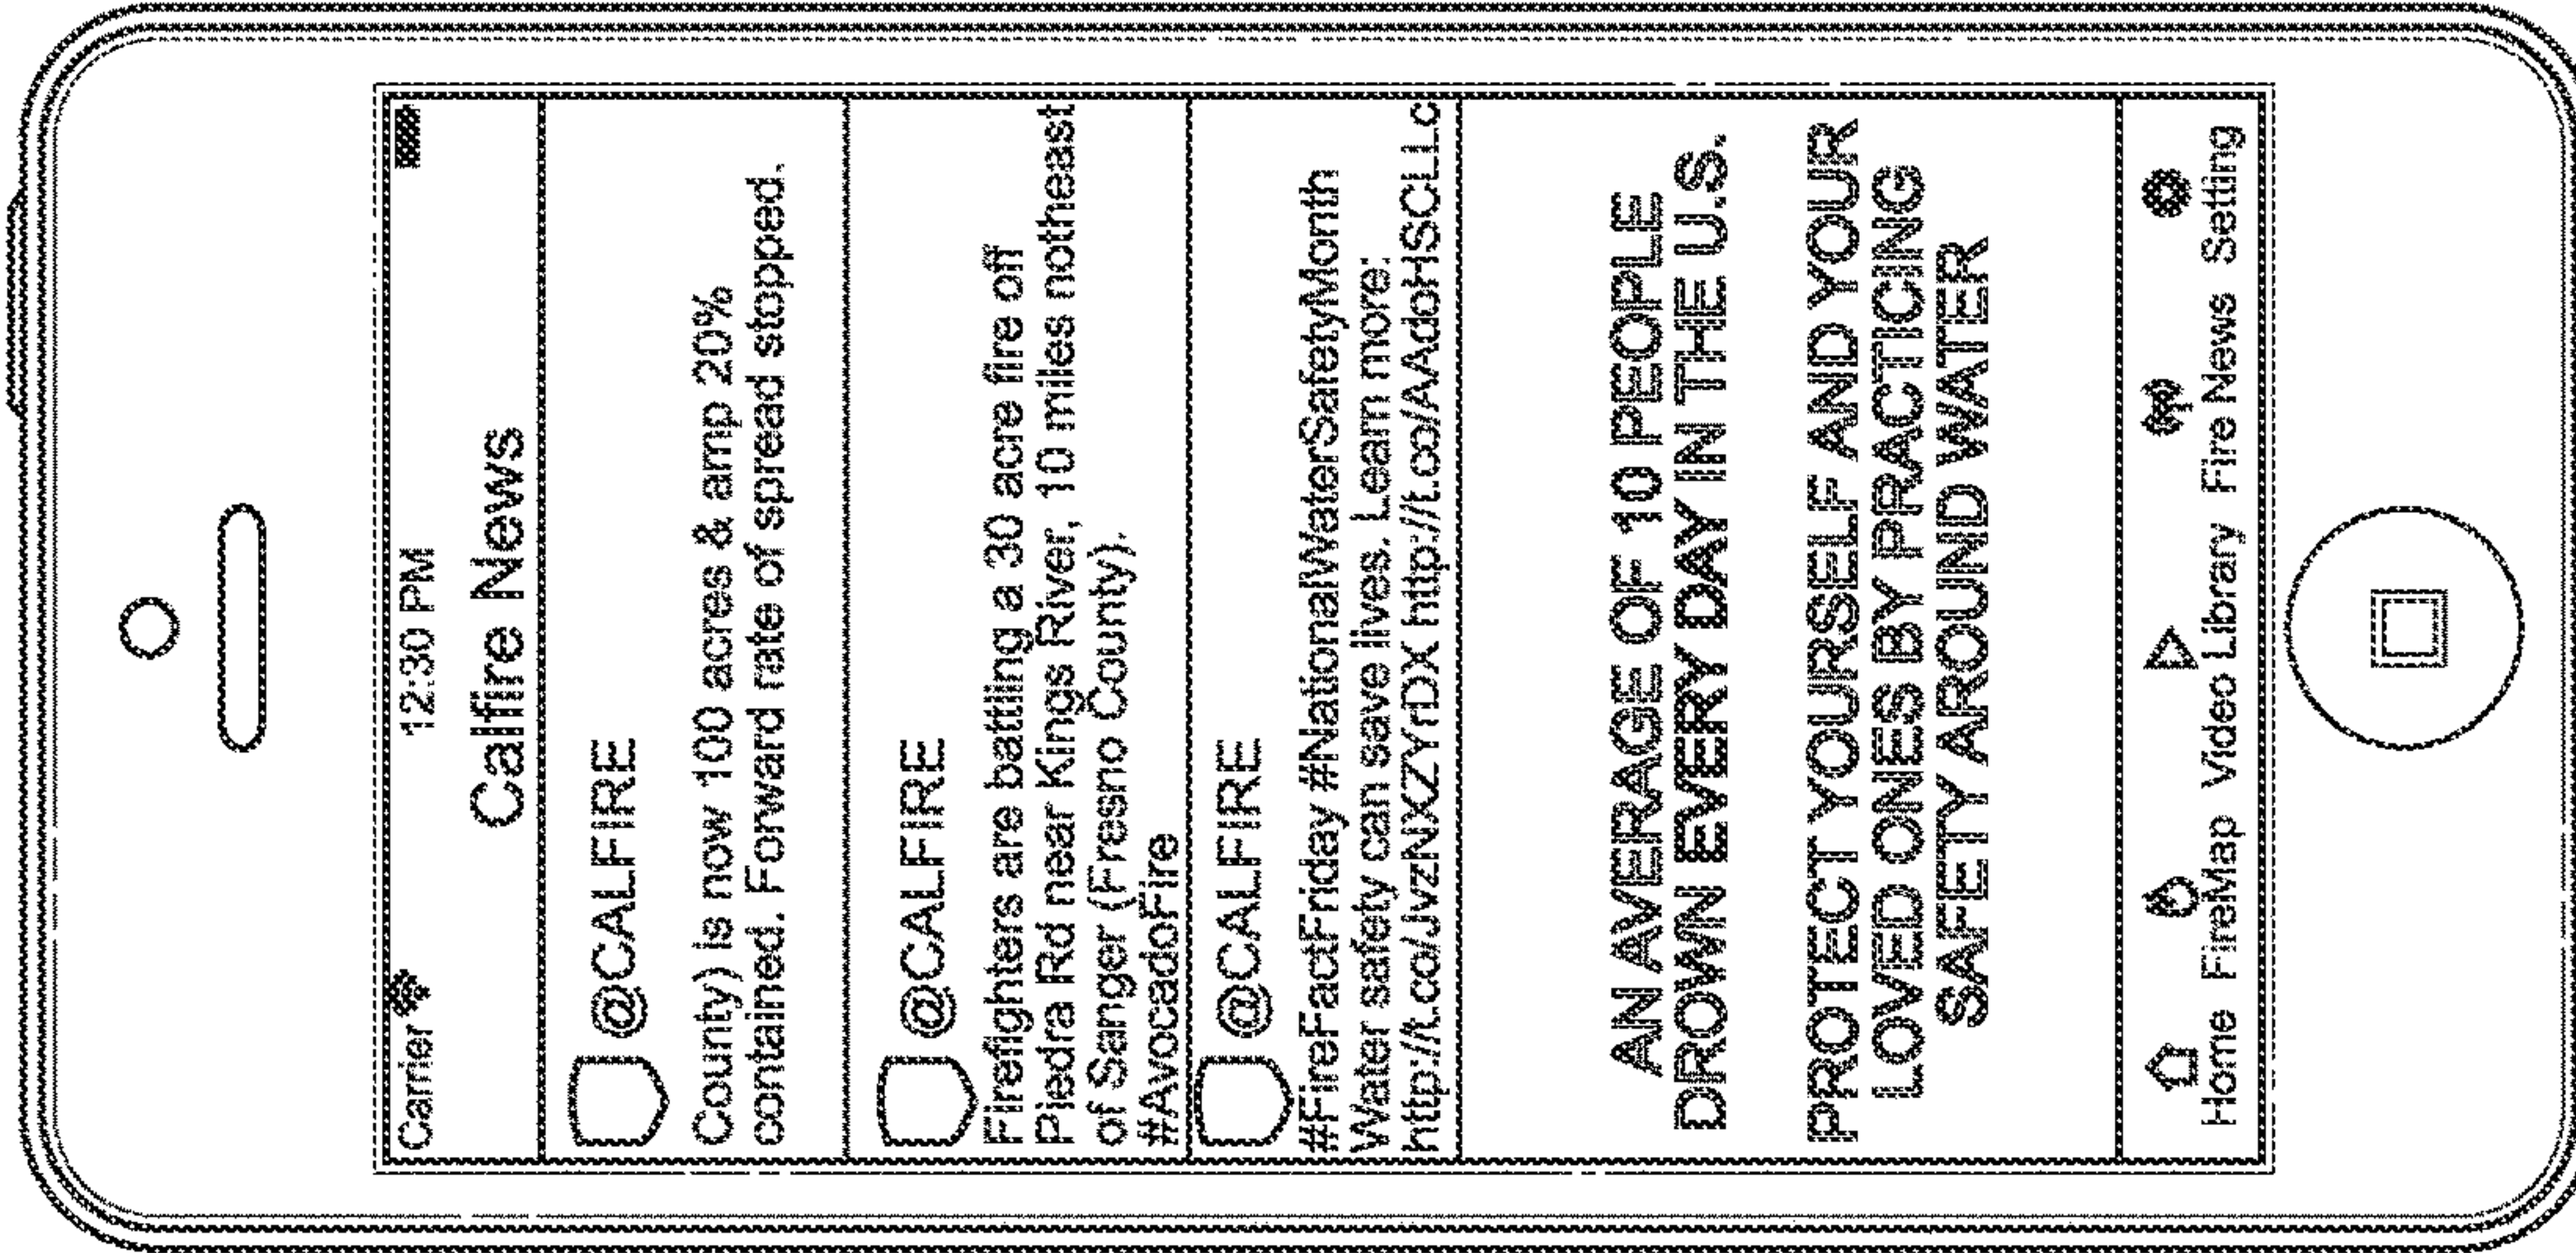 Carrier 12:30 PM
Calfire News
@CALFIRE
County) is now 100 acres & amp 20%
contained. Forward rate of spread stopped.
@CALFIRE
Firefighters are battling a 30 acre fire off
Piedra Rd near Kings River, 10 miles notheast
of Sanger (Fresno County).
#AvocadoFire
@CALFIRE
#FireFactFriday #NationalWaterSafetyMonth
Water safety can save lives. Learn more:
http://t.co/JvzNXZYrDX http://t.co/AAdoHSCLLc
AN AVERAGE OF 10 PEOPLE
DROWN EVERY DAY IN THE U.S.
PROTECT YOURSELF AND YOUR
LOVED ONES BY PRACTICING
SAFETY AROUND WATER
Home FireMap Video Library Fire News Setting